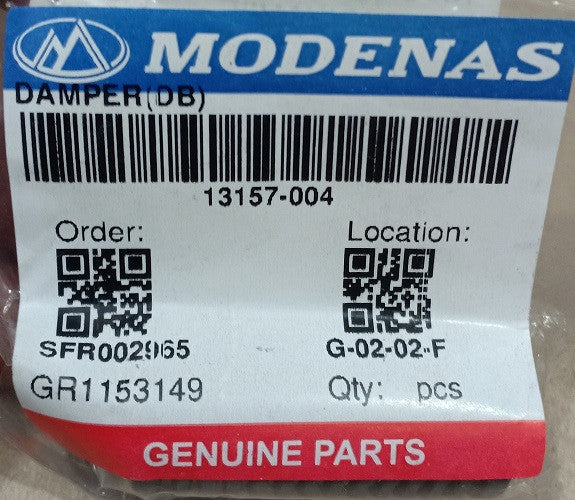 MODENAS
DAMPER(DB)
13157-004
Order: Location:
SFR002965 G-02-02-F
GR1153149 Qty: pcs
GENUINE PARTS